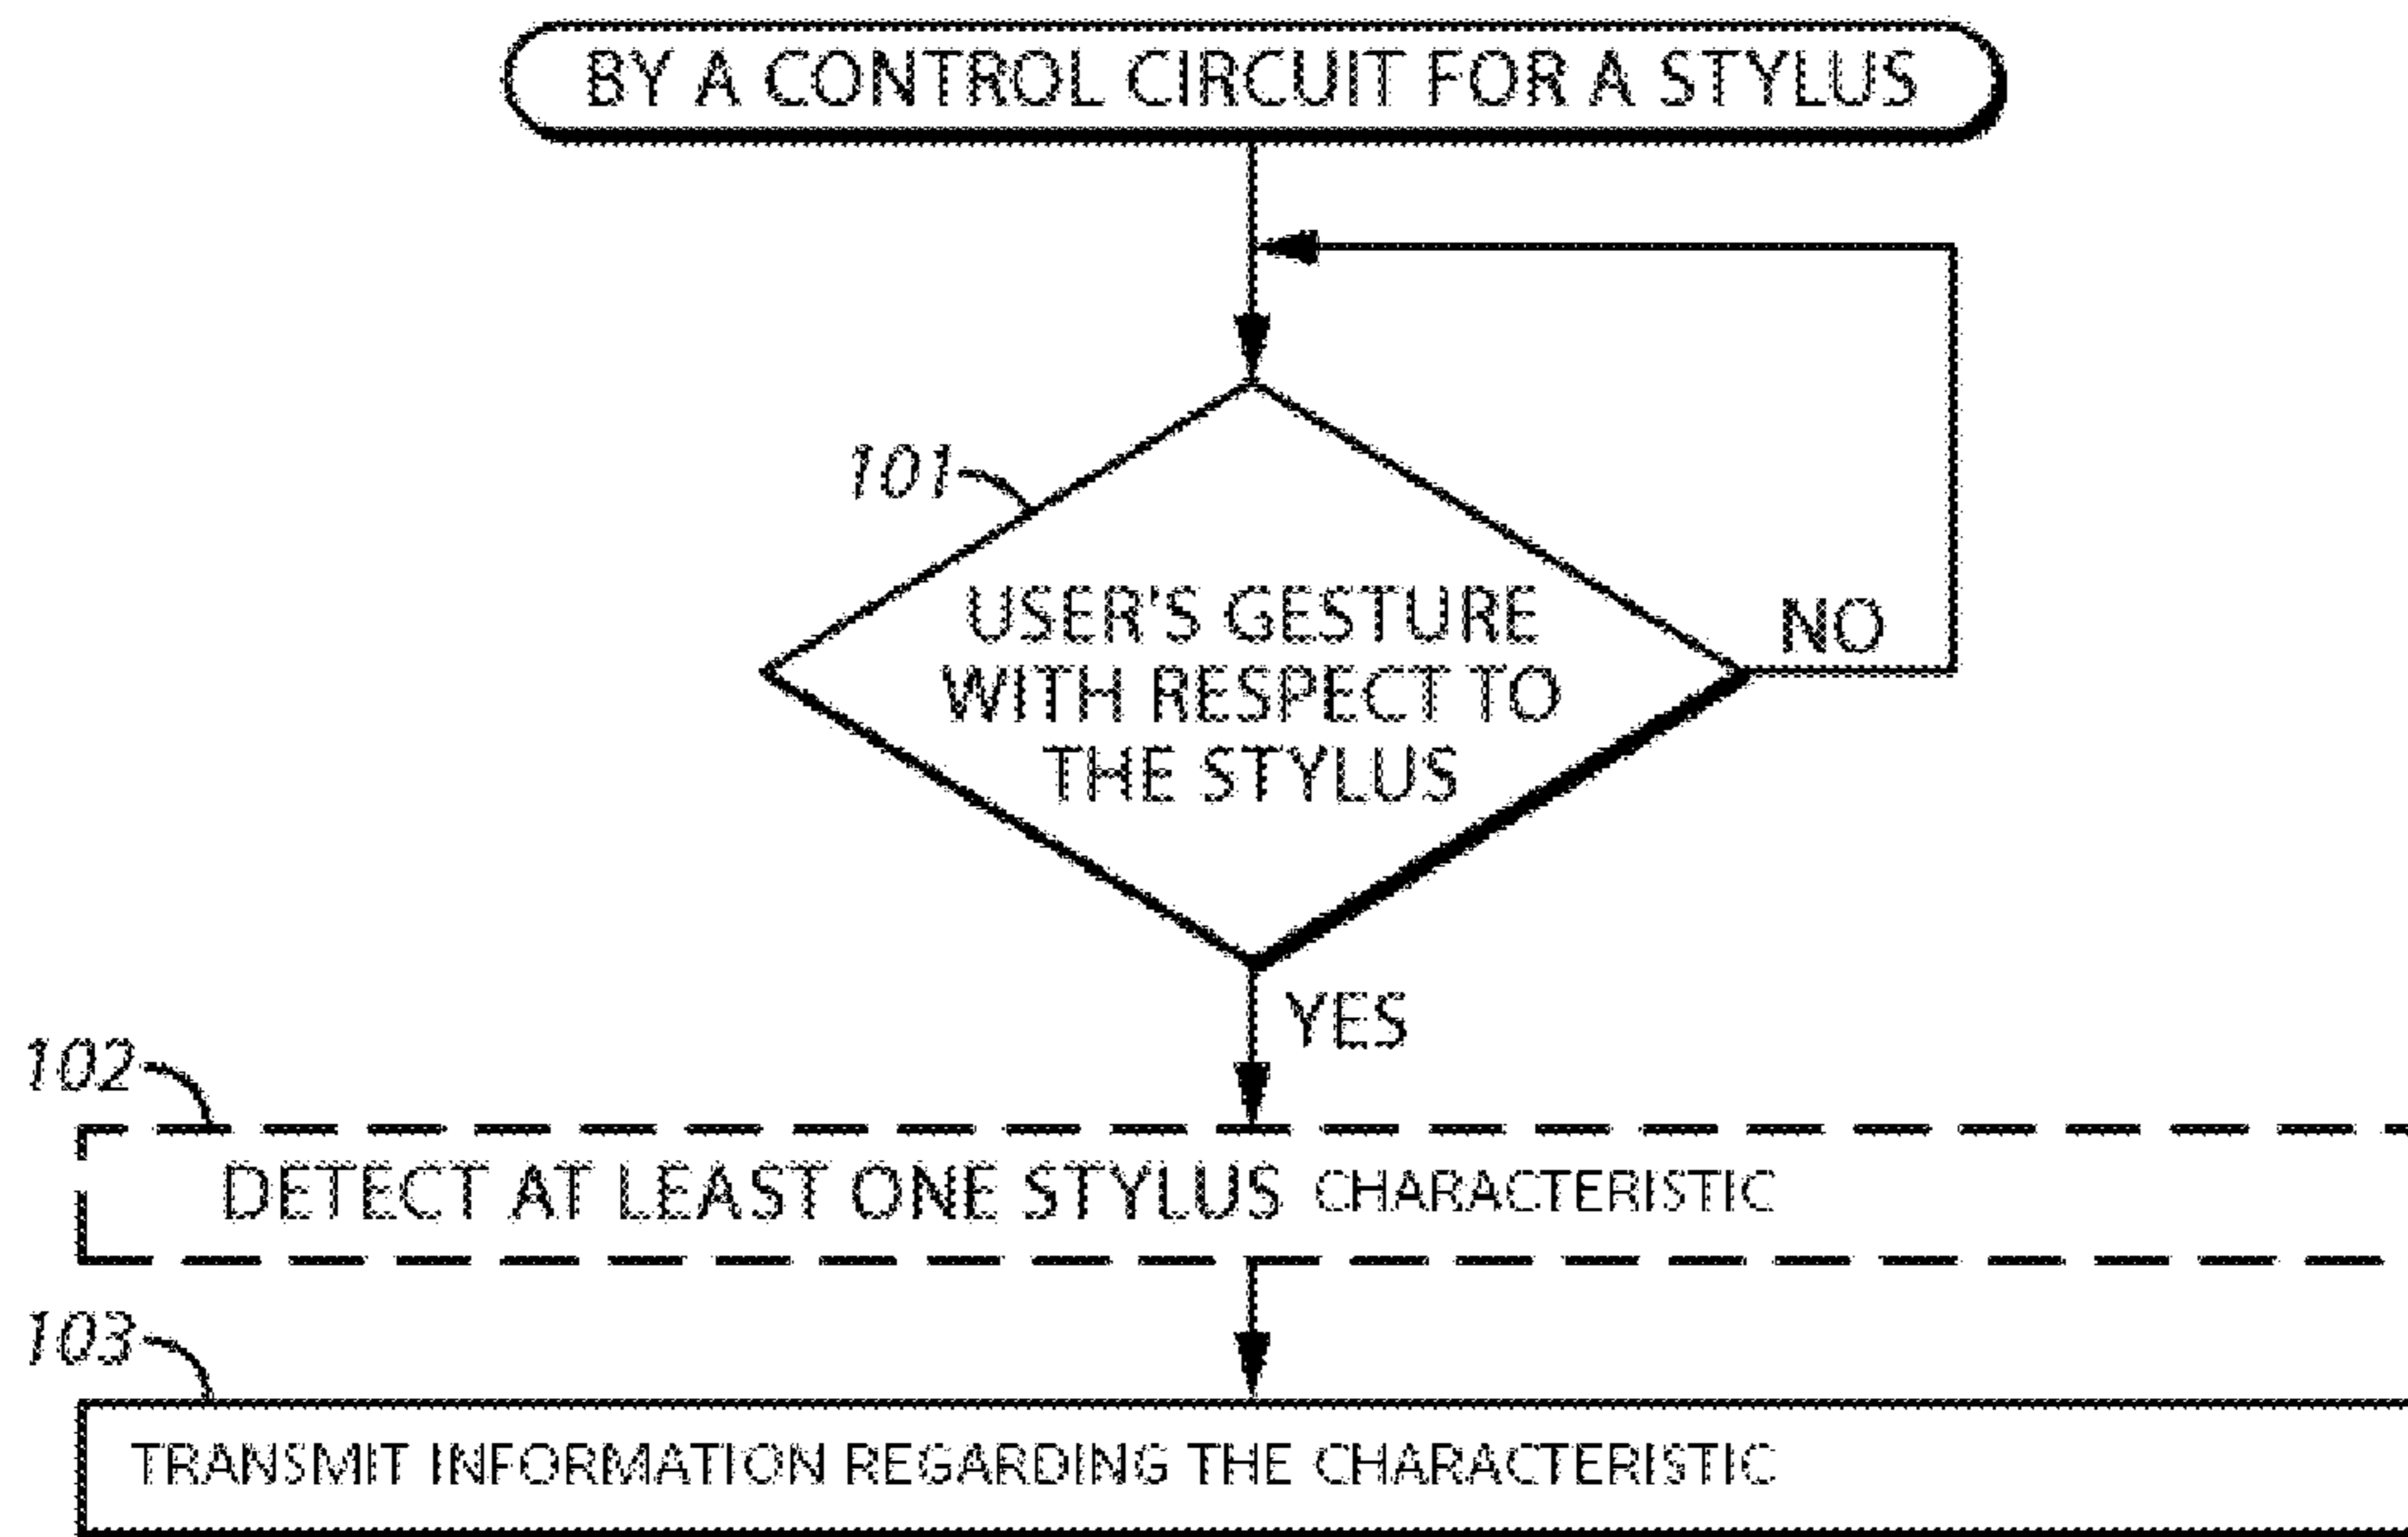 BY A CONTROL CIRCUIT FOR A STYLUS
101
USER'S GESTURE
WITH RESPECT TO
THE STYLUS
NO
YES
102
DETECT AT LEAST ONE STYLUS CHARACTERISTIC
103
TRANSMIT INFORMATION REGARDING THE CHARACTERISTIC